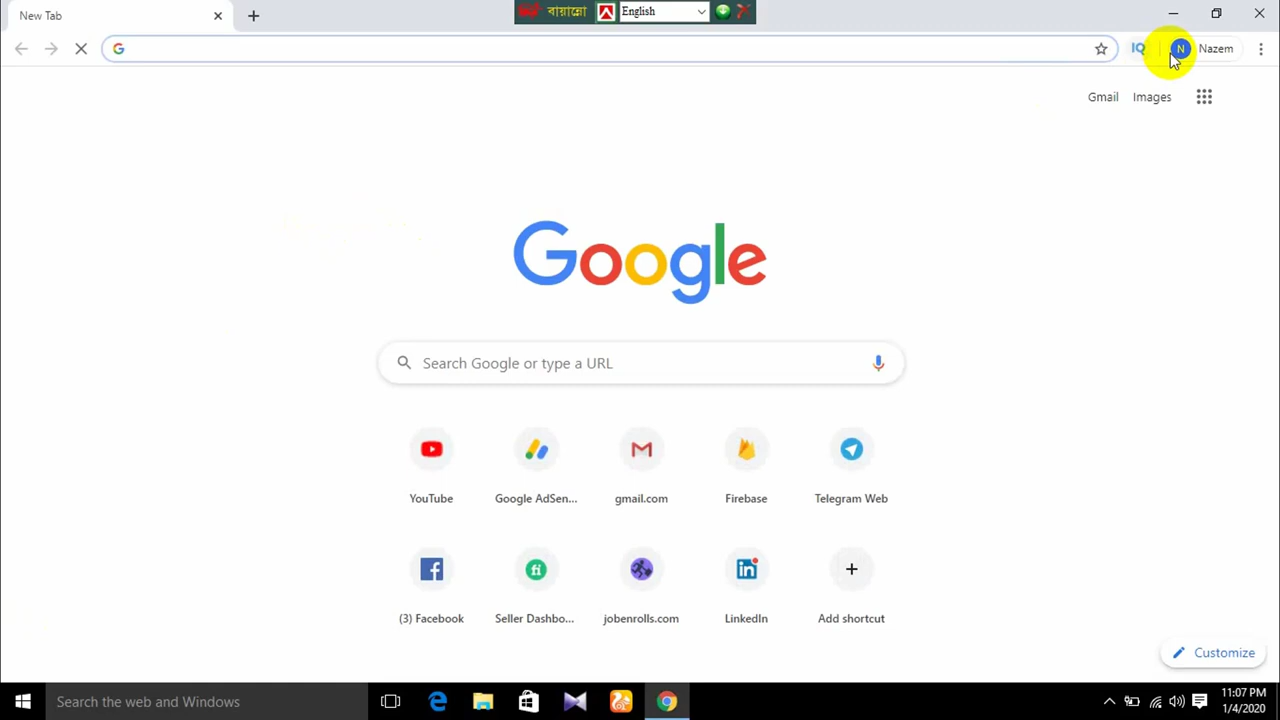 New Tab
বায়ান্নো
English
IQ
N
Nazem
Gmail Images
Google
Search Google or type a URL
YouTube
Google AdSen...
gmail.com
Firebase
Telegram Web
(3) Facebook
Seller Dashbo...
jobenrolls.com
LinkedIn
Add shortcut
Customize
Search the web and Windows
11:07 PM
1/4/2020